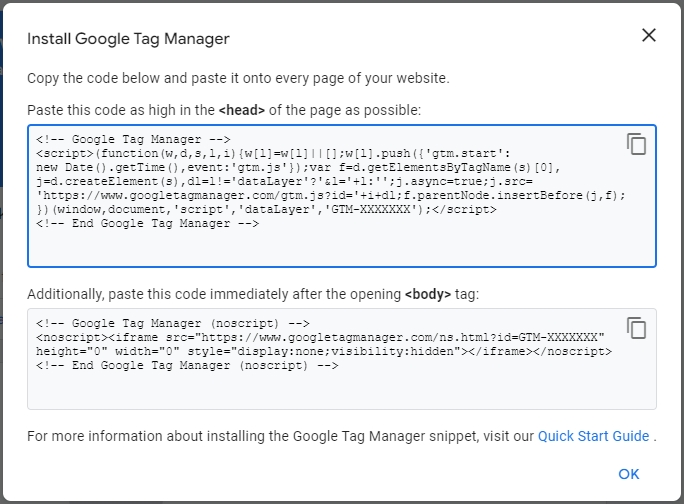 Install Google Tag Manager
Copy the code below and paste it onto every page of your website.
Paste this code as high in the <head> of the page as possible:
<!-- Google Tag Manager -->
<script>(function(w,d,s,l,i){w[l]=w[l]||[];w[l].push({'gtm.start':
new Date().getTime(),event:'gtm.js'});var f=d.getElementsByTagName(s)[0],
j=d.createElement(s),dl=l!='dataLayer'?'&l='+l:'';j.async=true;j.src=
'https://www.googletagmanager.com/gtm.js?id='+i+dl;f.parentNode.insertBefore(j,f);
})(window,document,'script','dataLayer','GTM-XXXXXXX');</script>
<!-- End Google Tag Manager -->
Additionally, paste this code immediately after the opening <body> tag:
<!-- Google Tag Manager (noscript) -->
<noscript><iframe src="https://www.googletagmanager.com/ns.html?id=GTM-XXXXXXX"
height="0" width="0" style="display:none;visibility:hidden"></iframe></noscript>
<!-- End Google Tag Manager (noscript) -->
For more information about installing the Google Tag Manager snippet, visit our Quick Start Guide .
OK